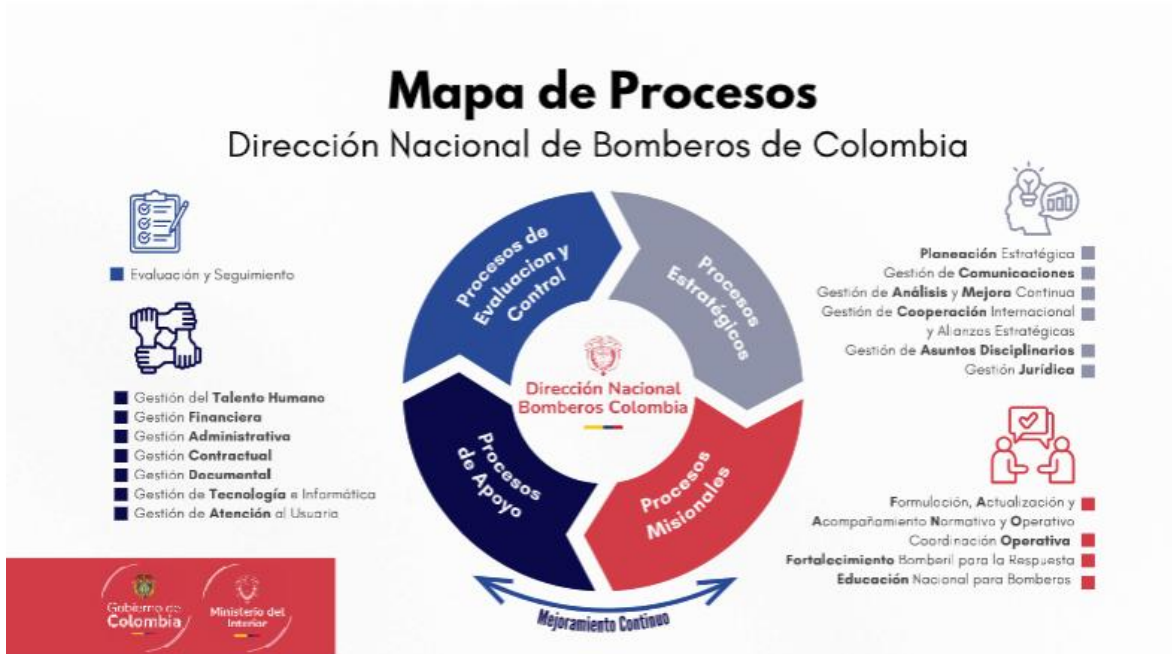 Mapa de Procesos
Dirección Nacional de Bomberos de Colombia
Evaluación y Seguimiento
Gestión del Talento Humano
Gestión Financiera
Gestión Administrativa
Gestión Contractual
Gestión Documental
Gestión de Tecnología e Informática
Gestión de Atención al Usuario
Procesos de
Evaluacion y
Control
Procesos
Estratégicos
Procesos
de Apoyo
Procesos
Misionales
Dirección Nacional
Bomberos Colombia
Mejoramiento Continuo
Planeación Estratégica
Gestión de Comunicaciones
Gestión de Análisis y Mejora Continua
Gestión de Cooperación Internacional
y Alianzas Estratégicas
Gestión de Asuntos Disciplinarios
Gestión Jurídica
Formulación, Actualización y
Acompañamiento Normativo y Operativo
Coordinación Operativa
Fortalecimiento Bomberil para la Respuesta
Educación Nacional para Bomberos
Gobierno de
Colombia
Ministerio del
Interior